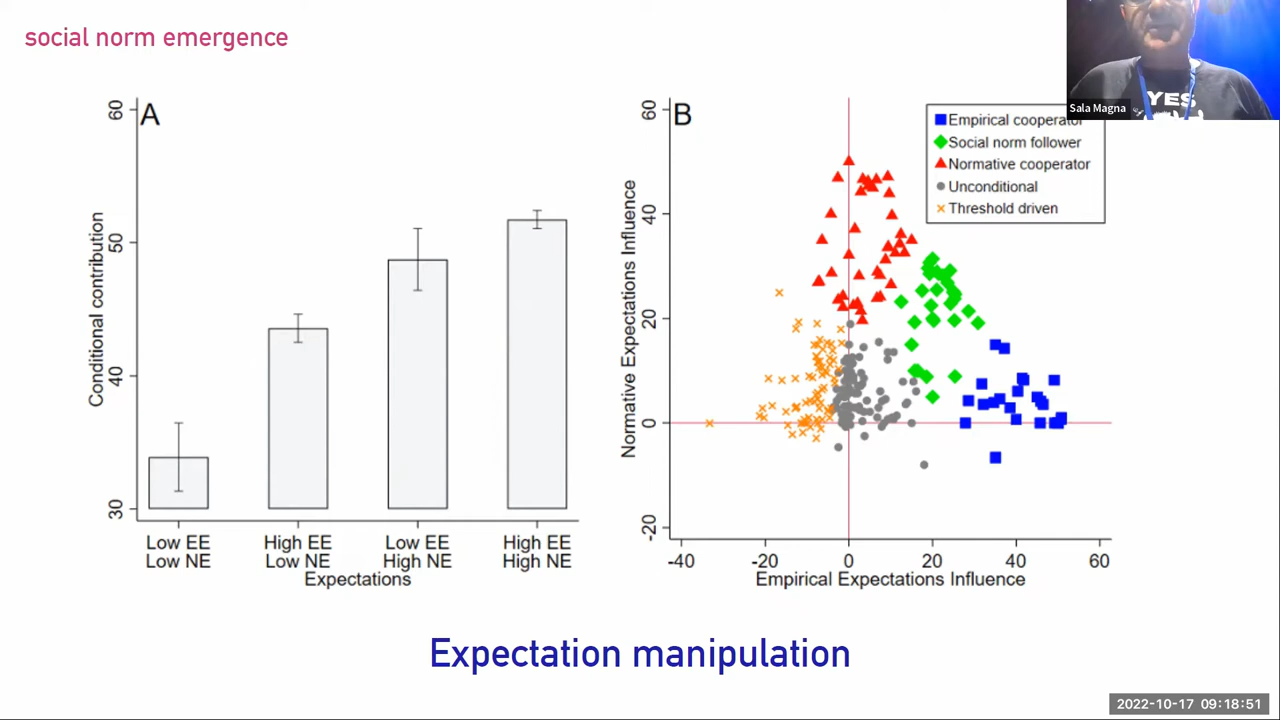 social norm emergence
A
60
50
40
30
Conditional contribution
Low EE
Low NE
High EE
Low NE
Low EE
High NE
High EE
High NE
Expectations
B
60
40
20
0
-20
Normative Expectations Influence
-40
-20
0
20
40
60
Empirical Expectations Influence
Empirical cooperator
Social norm follower
Normative cooperator
Unconditional
Threshold driven
Sala Magna
YES
Expectation manipulation
2022-10-17 09:18:51